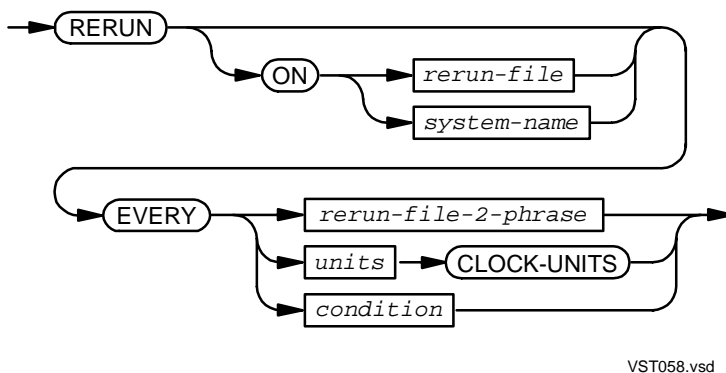 RERUN
ON
rerun-file
system-name
EVERY
rerun-file-2-phrase
units CLOCK-UNITS
condition
VST058.vsd